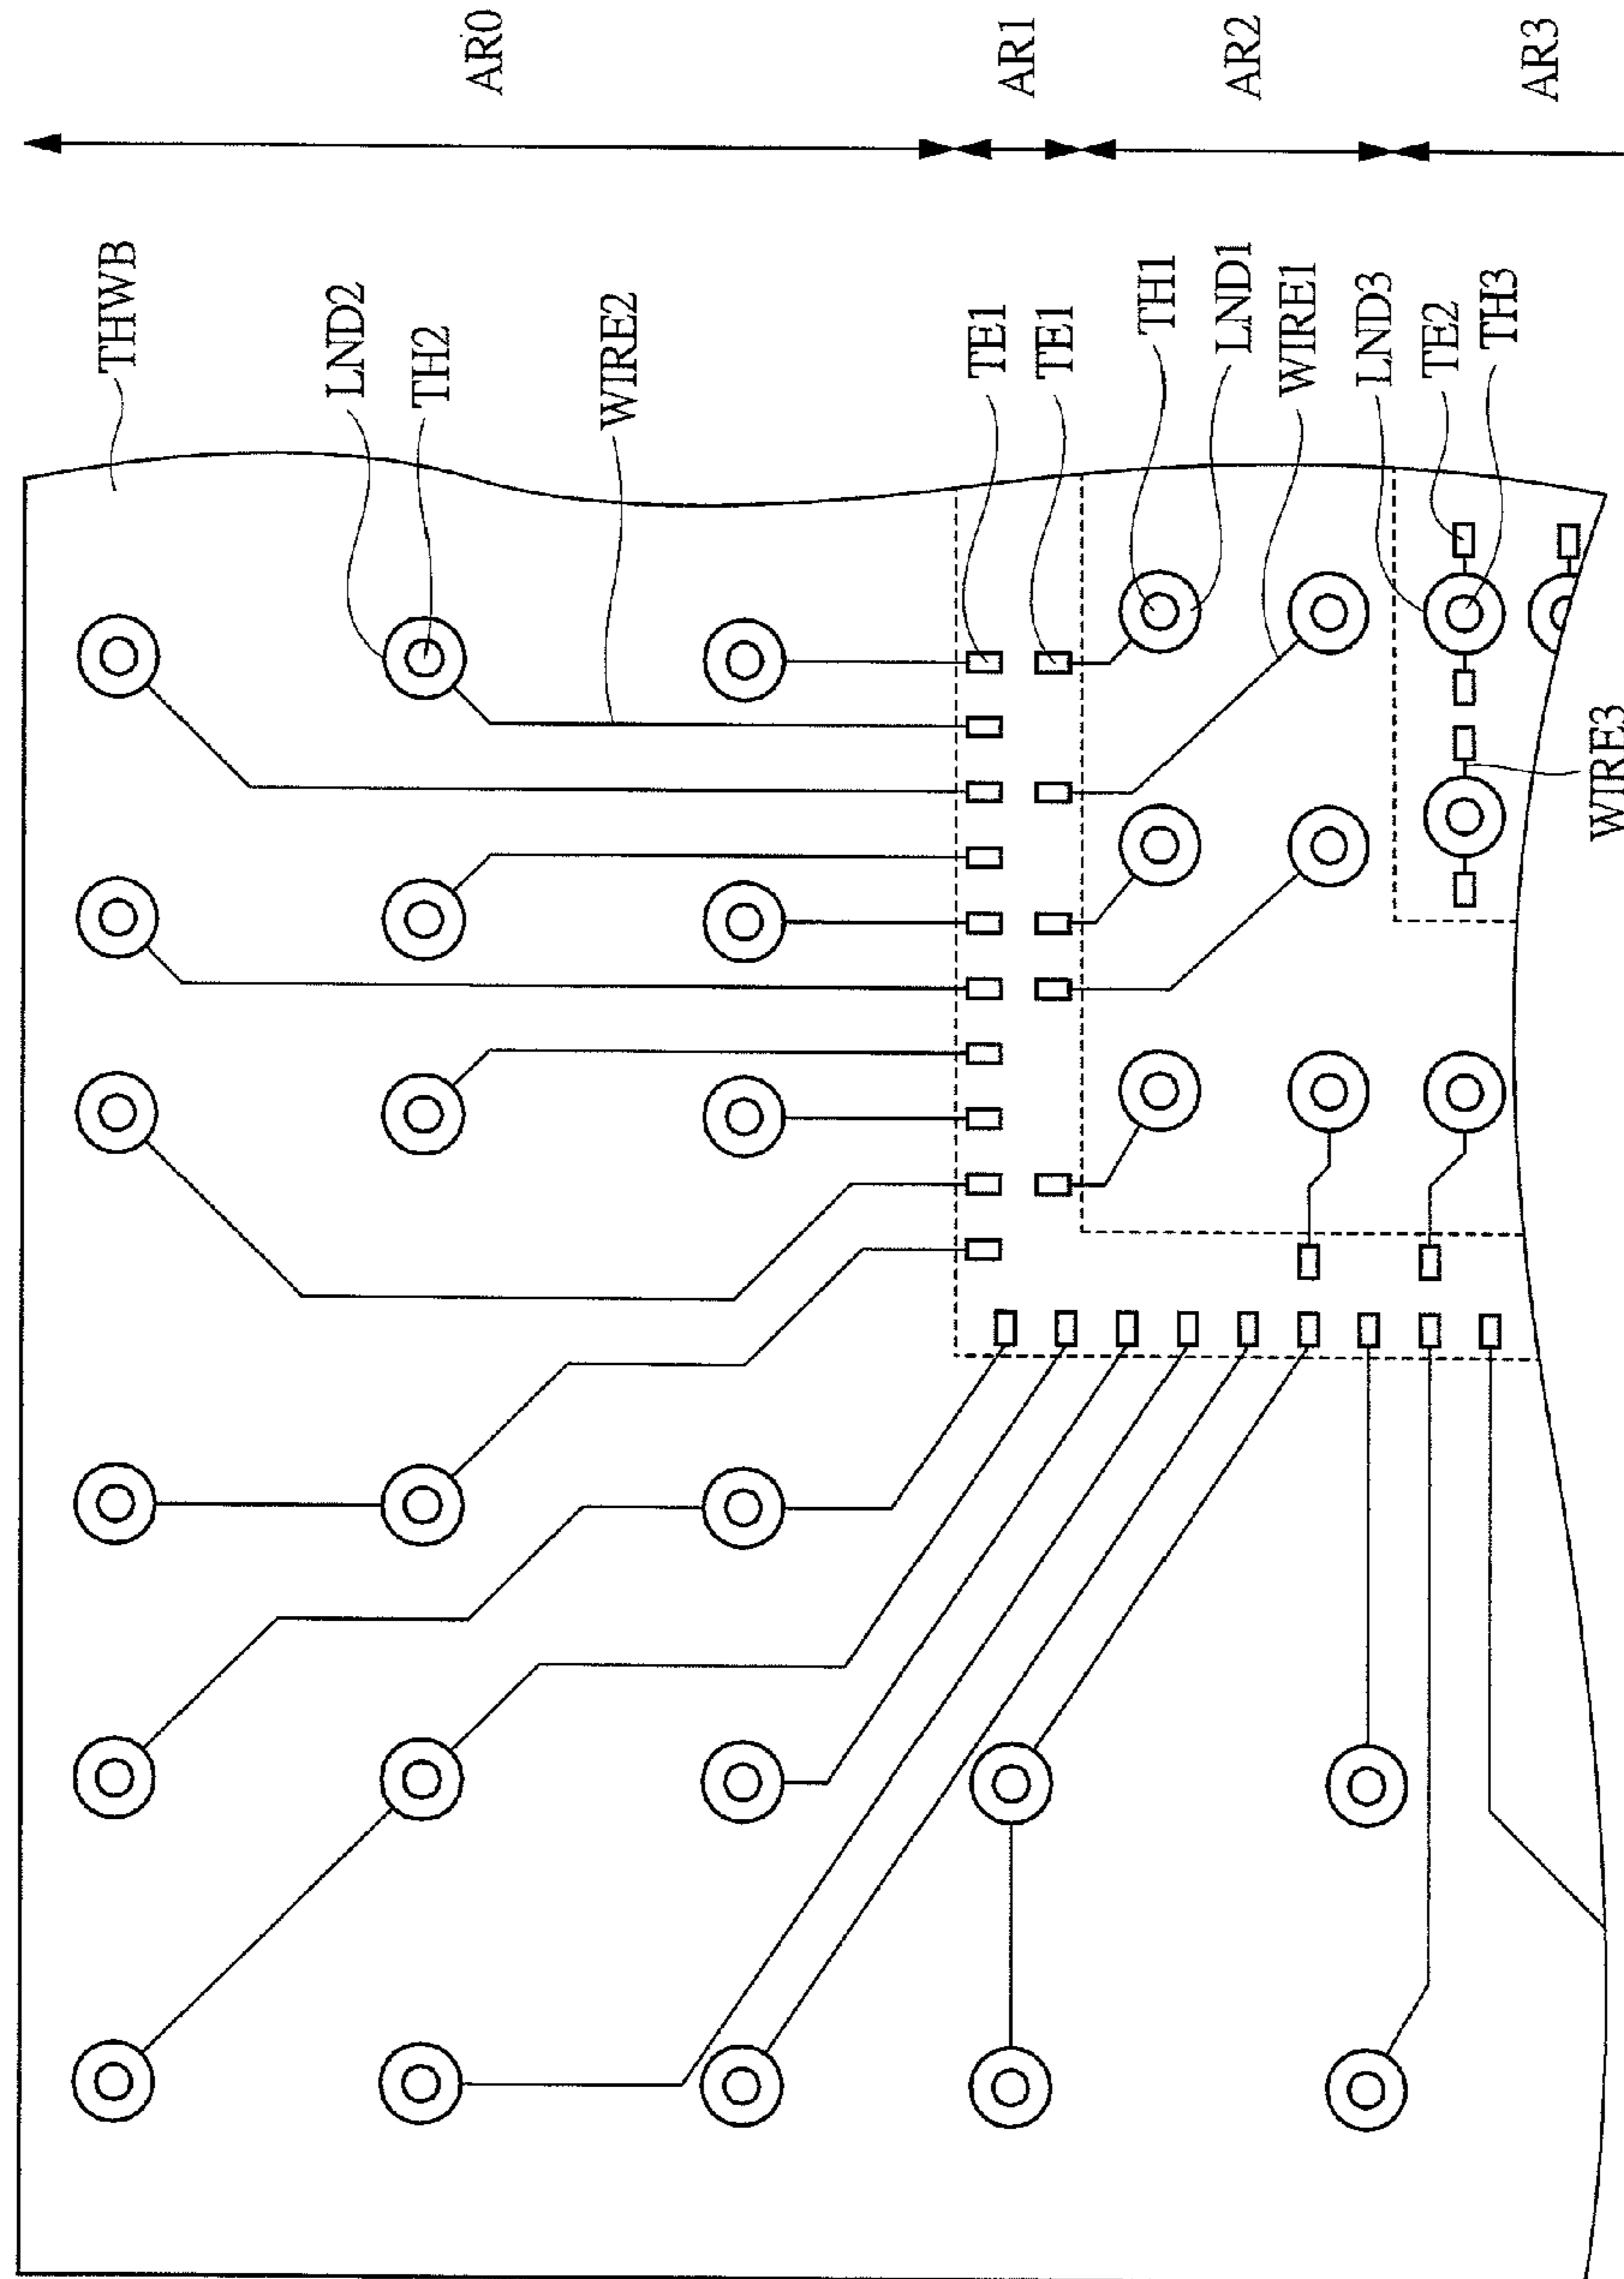 AR0
AR1
AR2
AR3
THWB
LND2
TH2
WIRE2
TE1
TE1
TH1
LND1
WIRE1
LND3
TE2
TH3
WIRE3